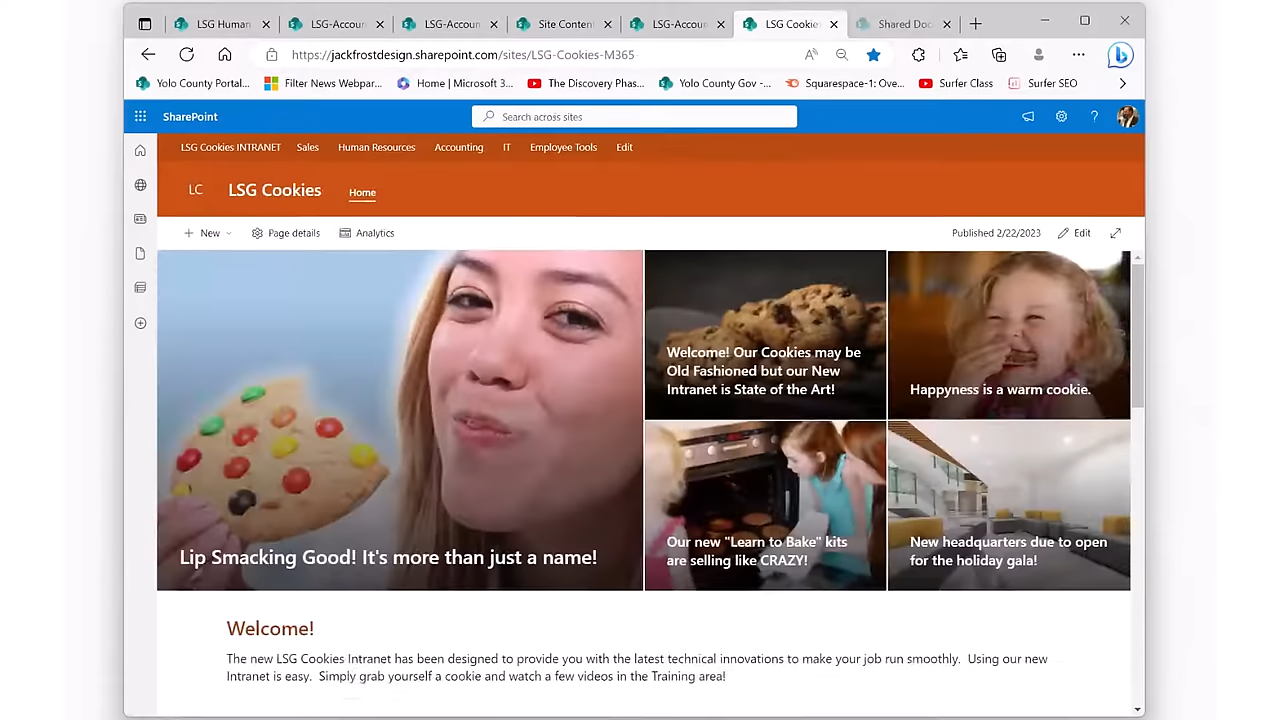 LSG Human
LSG-Accoun
LSG-Accoun
Site Conten
LSG-Accou
LSG Cookie
Shared Doc
https://jackfrostdesign.sharepoint.com/sites/LSG-Cookies-M365
Yolo County Portal...
Filter News Webpar...
Home | Microsoft 3...
The Discovery Phas...
Yolo County Gov -...
Squarespace-1: Ove...
Surfer Class
Surfer SEO
SharePoint
Search across sites
LSG Cookies INTRANET Sales Human Resources Accounting IT Employee Tools Edit
LC LSG Cookies Home
New Page details Analytics Published 2/22/2023 Edit
Lip Smacking Good! It's more than just a name!
Welcome! Our Cookies may be
Old Fashioned but our New
Intranet is State of the Art!
Happyness is a warm cookie.
Our new "Learn to Bake" kits
are selling like CRAZY!
New headquarters due to open
for the holiday gala!
Welcome!
The new LSG Cookies Intranet has been designed to provide you with the latest technical innovations to make your job run smoothly. Using our new
Intranet is easy. Simply grab yourself a cookie and watch a few videos in the Training area!